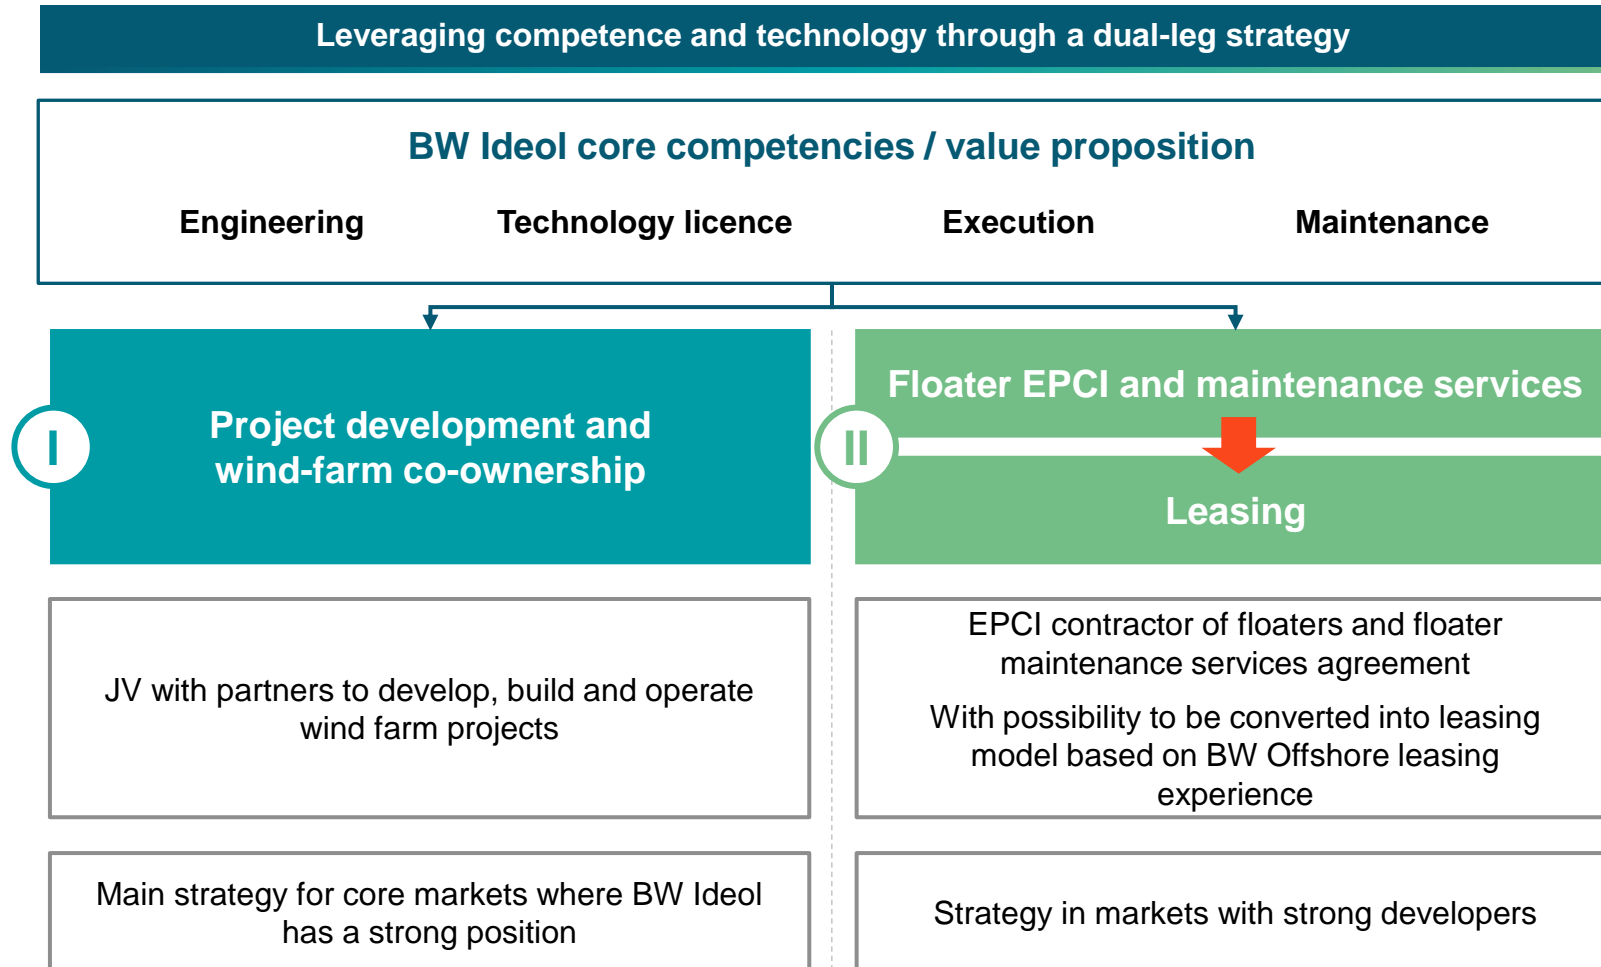 Leveraging competence and technology through a dual-leg strategy
BW Ideol core competencies / value proposition
Engineering Technology licence Execution Maintenance
I
Project development and
wind-farm co-ownership
JV with partners to develop, build and operate
wind farm projects
Main strategy for core markets where BW Ideol
has a strong position
II
Floater EPCI and maintenance services
Leasing
EPCI contractor of floaters and floater
maintenance services agreement
With possibility to be converted into leasing
model based on BW Offshore leasing
experience
Strategy in markets with strong developers